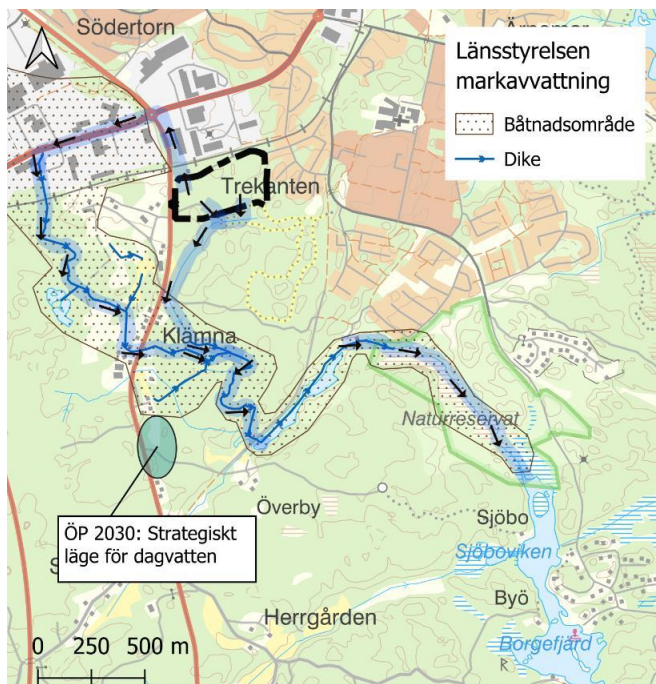 Södertorn
Länsstyrelsen
markavvattning
Båtnadsområde
Dike
Trekanten
Klämna
Naturreservat
ÖP 2030: Strategiskt
läge för dagvatten
Överby
Sjöbo
Sjöboviken
Byö
Herrgården
Borgefjärd
0 250 500 m